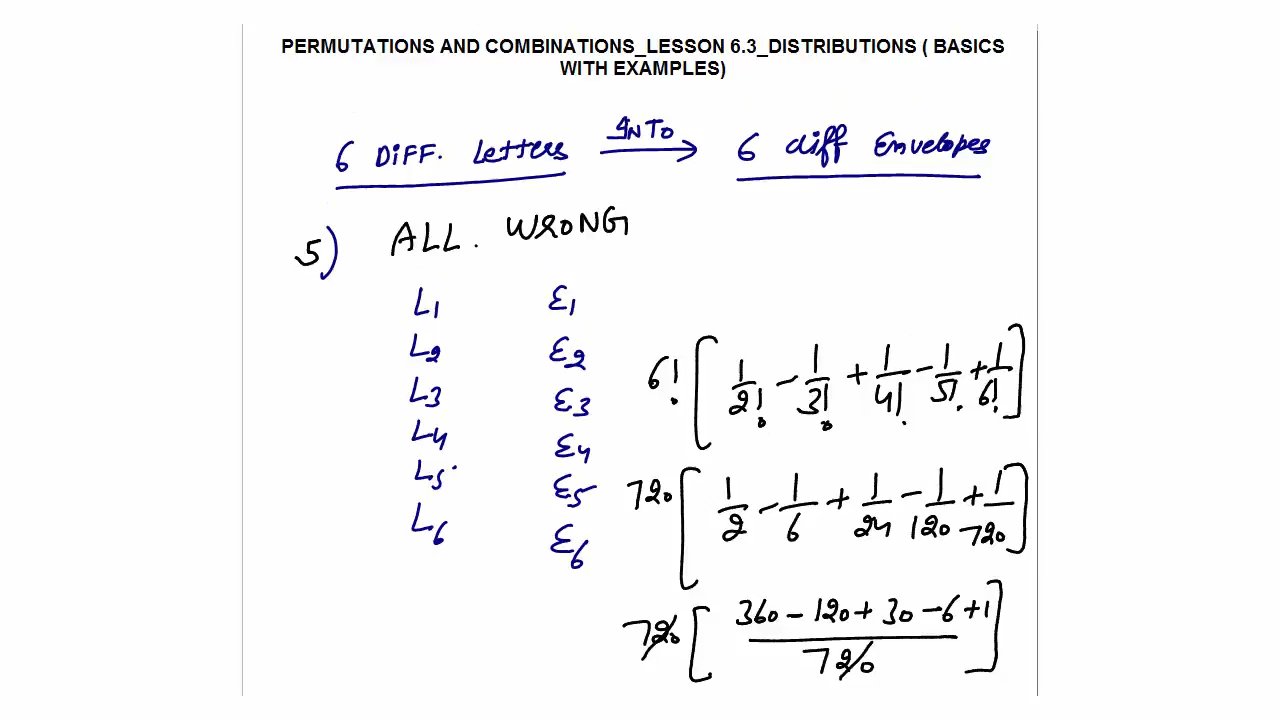 PERMUTATIONS AND COMBINATIONS_LESSON 6.3_DISTRIBUTIONS ( BASICS
WITH EXAMPLES)
6 DIFF. Letters INTO → 6 diff Envelopes
5) ALL. WRONG
L1 E1
L2 E2
L3 E3
L4 E4
L5 E5
L6 E6
6! [ 1/2! - 1/3! + 1/4! - 1/5! + 1/6! ]
720 [ 1/2 - 1/6 + 1/24 - 1/120 + 1/720 ]
720 [ (360 - 120 + 30 - 6 + 1)/720 ]